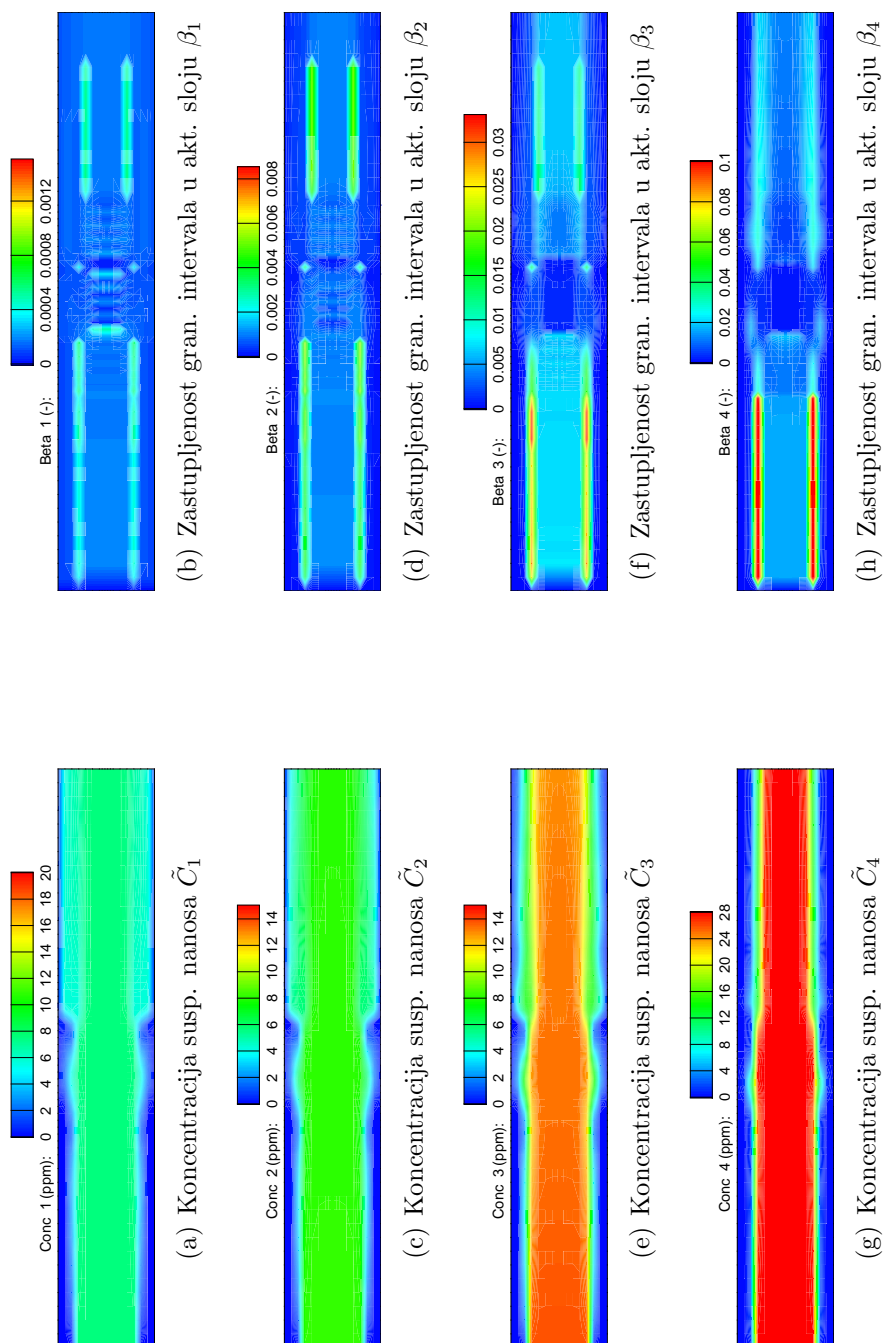 Conc 1 (ppm): 0 2 4 6 8 10 12 14 16 18 20
(a) Koncentracija susp. nanosa C̃₁
Beta 1 (-): 0 0.0004 0.0008 0.0012
(b) Zastupljenost gran. intervala u akt. sloju β₁
Conc 2 (ppm): 0 2 4 6 8 10 12 14
(c) Koncentracija susp. nanosa C̃₂
Beta 2 (-): 0 0.002 0.004 0.006 0.008
(d) Zastupljenost gran. intervala u akt. sloju β₂
Conc 3 (ppm): 0 2 4 6 8 10 12 14
(e) Koncentracija susp. nanosa C̃₃
Beta 3 (-): 0 0.005 0.01 0.015 0.02 0.025 0.03
(f) Zastupljenost gran. intervala u akt. sloju β₃
Conc 4 (ppm): 0 4 8 12 16 20 24 28
(g) Koncentracija susp. nanosa C̃₄
Beta 4 (-): 0 0.02 0.04 0.06 0.08 0.1
(h) Zastupljenost gran. intervala u akt. sloju β₄